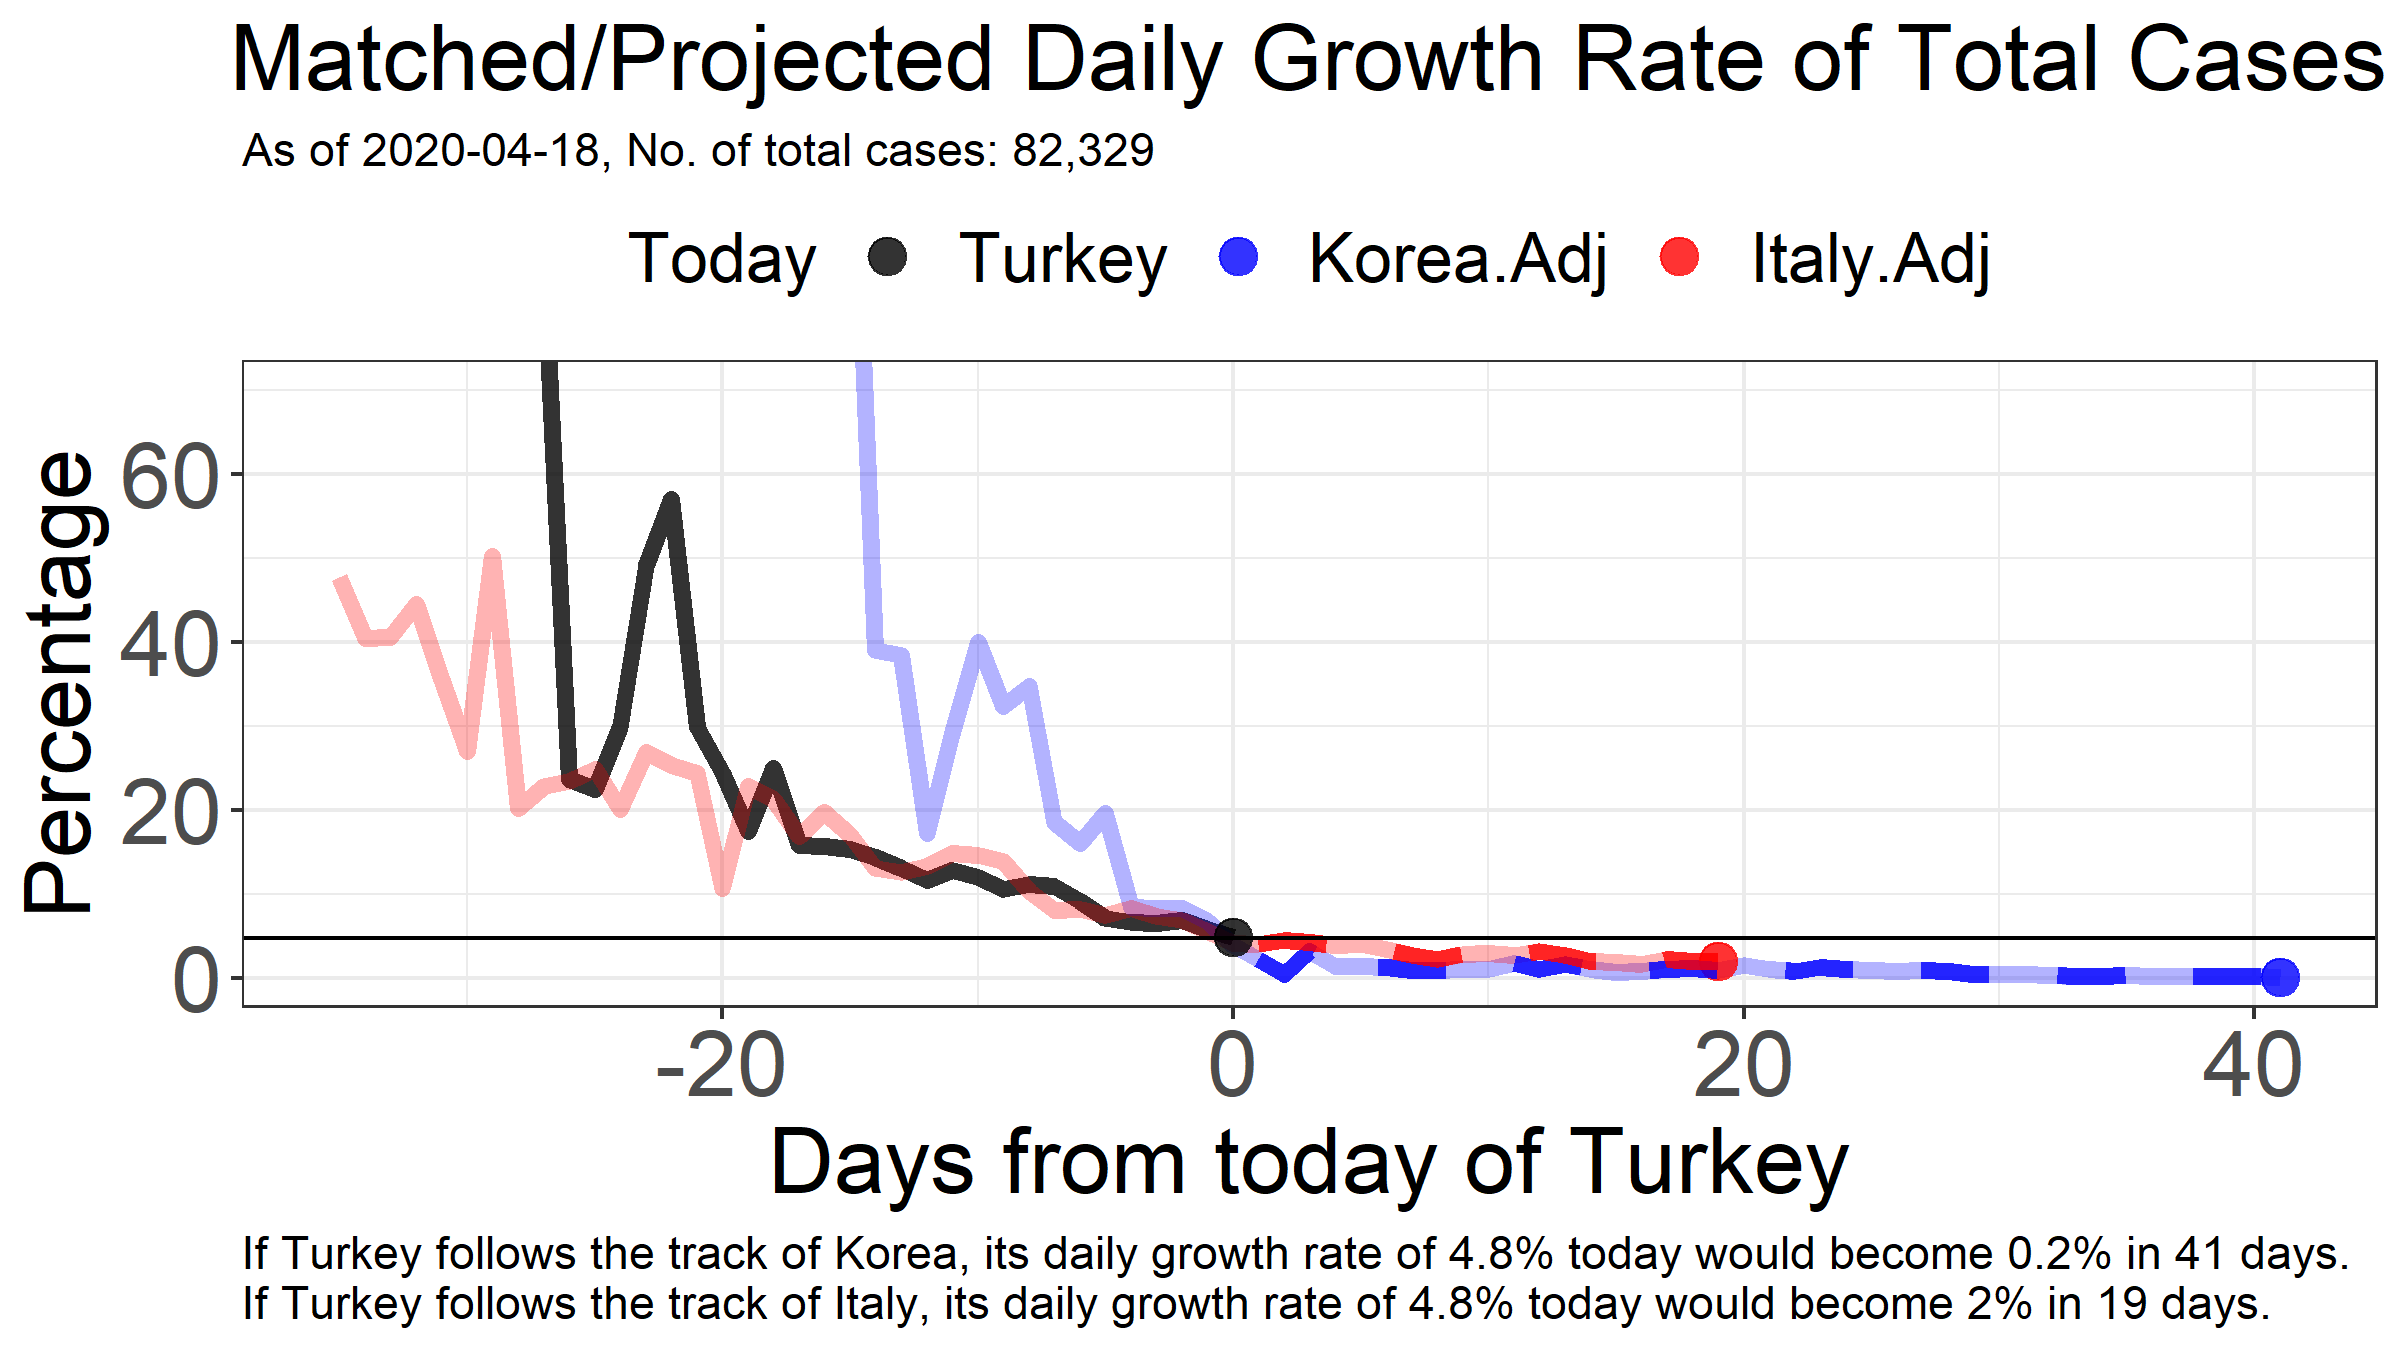 Matched/Projected Daily Growth Rate of Total Cases
As of 2020-04-18, No. of total cases: 82,329
Today Turkey Korea.Adj Italy.Adj
Percentage
60
40
20
0
-20 0 20 40
Days from today of Turkey
If Turkey follows the track of Korea, its daily growth rate of 4.8% today would become 0.2% in 41 days.
If Turkey follows the track of Italy, its daily growth rate of 4.8% today would become 2% in 19 days.